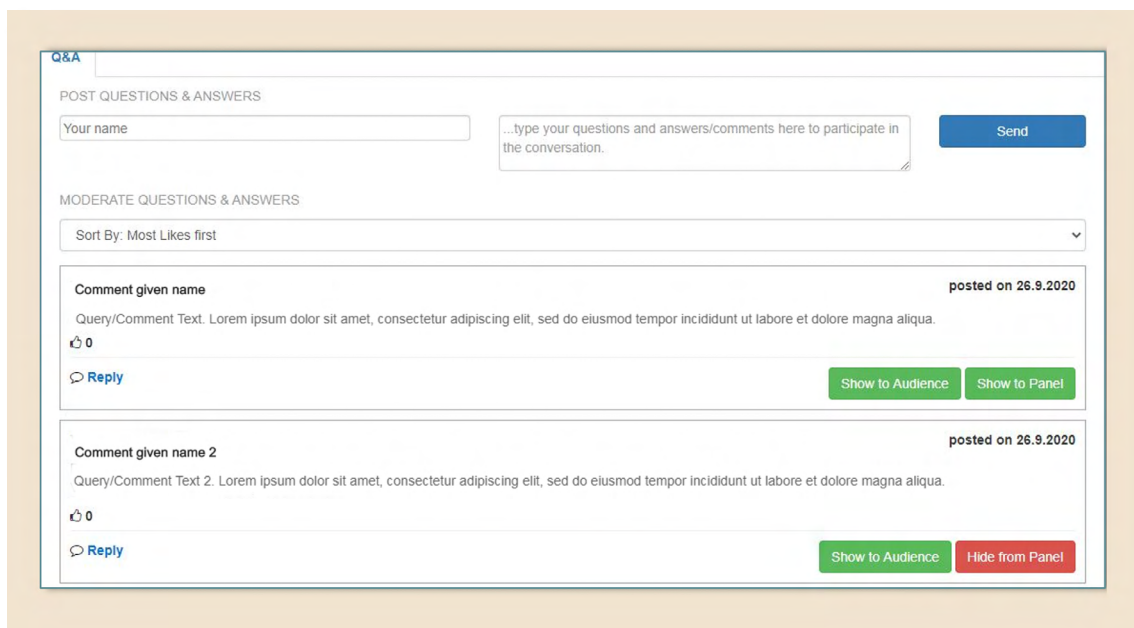 Q&A
POST QUESTIONS & ANSWERS
Your name
...type your questions and answers/comments here to participate in
the conversation.
Send
MODERATE QUESTIONS & ANSWERS
Sort By: Most Likes first
Comment given name
posted on 26.9.2020
Query/Comment Text. Lorem ipsum dolor sit amet, consectetur adipiscing elit, sed do eiusmod tempor incididunt ut labore et dolore magna aliqua.
0
Reply
Show to Audience
Show to Panel
posted on 26.9.2020
Comment given name 2
Query/Comment Text 2. Lorem ipsum dolor sit amet, consectetur adipiscing elit, sed do eiusmod tempor incididunt ut labore et dolore magna aliqua.
0
Reply
Show to Audience
Hide from Panel